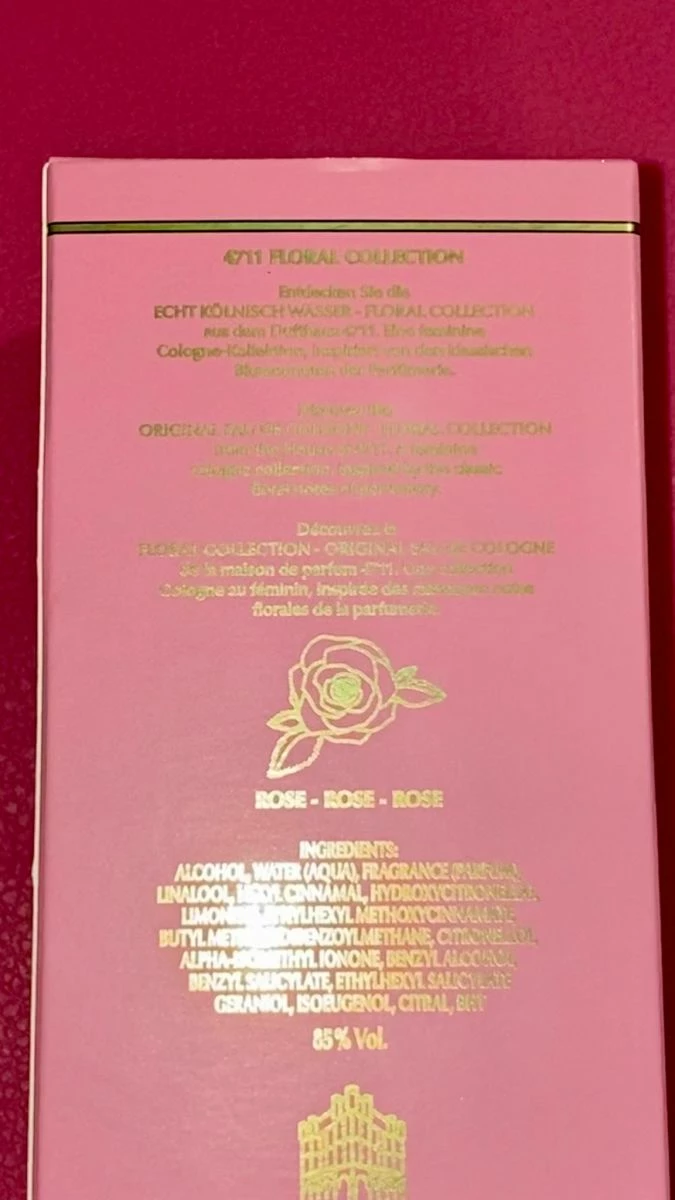 4711 FLORAL COLLECTION
Entdecken Sie die
ECHT KÖLNISCH WASSER - FLORAL COLLECTION
aus dem Dufthaus 4711. Eine feminine
Cologne-Kollektion, inspiriert von den klassischen
Blumennoten der Parfümerie.
Discover the
ORIGINAL EAU DE COLOGNE - FLORAL COLLECTION
from the House of 4711. A feminine
cologne collection, inspired by the classic
floral notes of perfumery.
Découvrez la
FLORAL COLLECTION - ORIGINAL EAU DE COLOGNE
de la maison de parfum 4711. Une collection
Cologne au féminin, inspirée des notes
florales de la parfumerie.
ROSE - ROSE - ROSE
INGREDIENTS:
ALCOHOL, WATER (AQUA), FRAGRANCE (PARFUM),
LINALOOL, HEXYL CINNAMAL, HYDROXYCITRONELLAL,
LIMONENE, ETHYLHEXYL METHOXYCINNAMATE,
BUTYL METHOXYDIBENZOYLMETHANE, CITRONELLOL,
ALPHA-ISOMETHYL IONONE, BENZYL ALCOHOL,
BENZYL SALICYLATE, ETHYLHEXYL SALICYLATE
GERANIOL, ISOEUGENOL, CITRAL, BHT
85 % Vol.